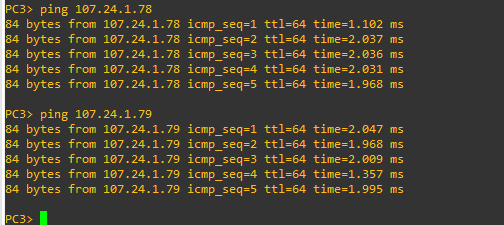 PC3> ping 107.24.1.78
84 bytes from 107.24.1.78 icmp_seq=1 ttl=64 time=1.102 ms
84 bytes from 107.24.1.78 icmp_seq=2 ttl=64 time=2.037 ms
84 bytes from 107.24.1.78 icmp_seq=3 ttl=64 time=2.036 ms
84 bytes from 107.24.1.78 icmp_seq=4 ttl=64 time=2.031 ms
84 bytes from 107.24.1.78 icmp_seq=5 ttl=64 time=1.968 ms
PC3> ping 107.24.1.79
84 bytes from 107.24.1.79 icmp_seq=1 ttl=64 time=2.047 ms
84 bytes from 107.24.1.79 icmp_seq=2 ttl=64 time=1.968 ms
84 bytes from 107.24.1.79 icmp_seq=3 ttl=64 time=2.009 ms
84 bytes from 107.24.1.79 icmp_seq=4 ttl=64 time=1.357 ms
84 bytes from 107.24.1.79 icmp_seq=5 ttl=64 time=1.995 ms
PC3>